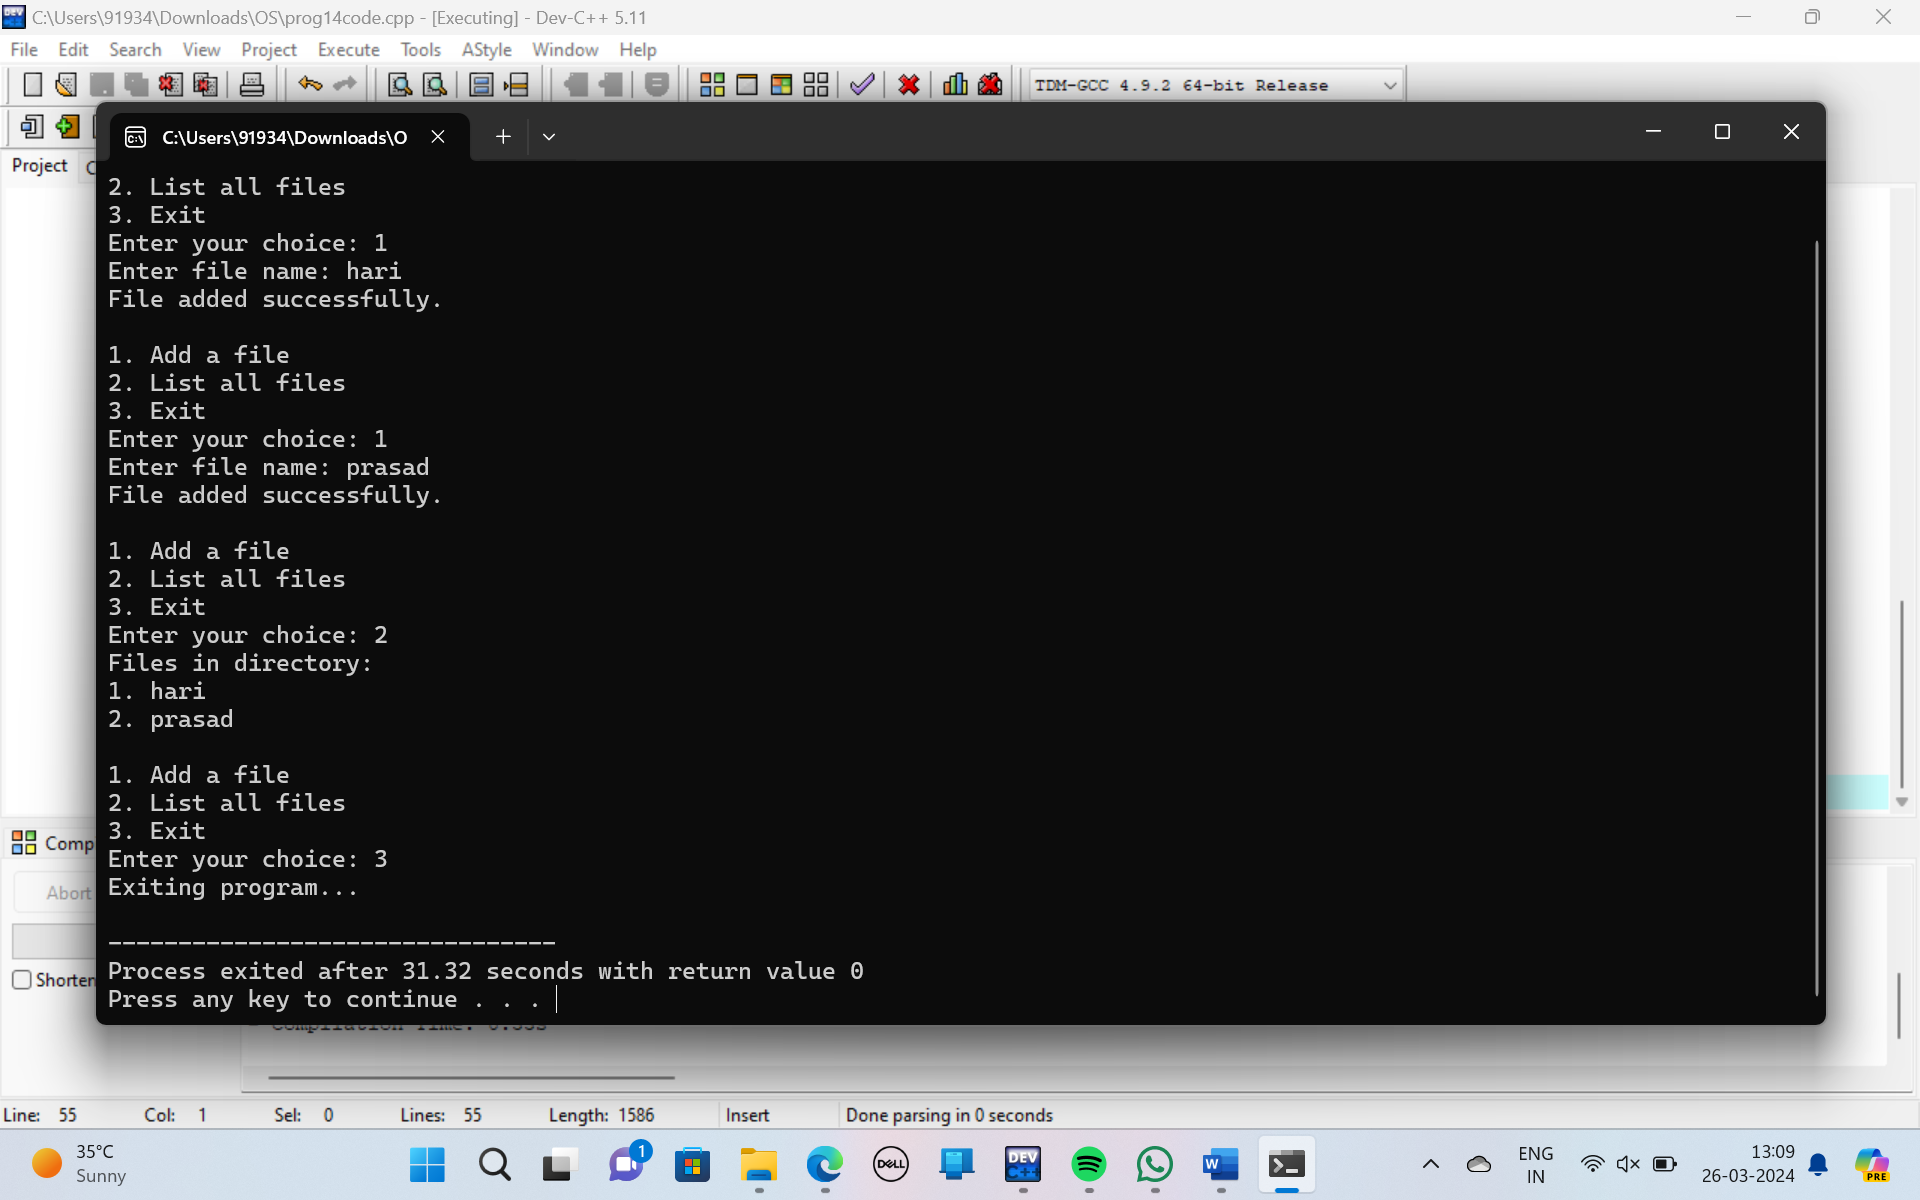 C:\Users\91934\Downloads\OS\prog14code.cpp - [Executing] - Dev-C++ 5.11
File Edit Search View Project Execute Tools AStyle Window Help
TDM-GCC 4.9.2 64-bit Release
C:\Users\91934\Downloads\O
Project
2. List all files
3. Exit
Enter your choice: 1
Enter file name: hari
File added successfully.
1. Add a file
2. List all files
3. Exit
Enter your choice: 1
Enter file name: prasad
File added successfully.
1. Add a file
2. List all files
3. Exit
Enter your choice: 2
Files in directory:
1. hari
2. prasad
1. Add a file
2. List all files
3. Exit
Enter your choice: 3
Exiting program...
--------------------------------
Process exited after 31.32 seconds with return value 0
Press any key to continue . . .
Comp
Abort
Shorten
Line: 55 Col: 1 Sel: 0 Lines: 55 Length: 1586 Insert Done parsing in 0 seconds
35°C
Sunny
1
DELL
DEV
C++
W
ENG
IN
13:09
26-03-2024
PRE